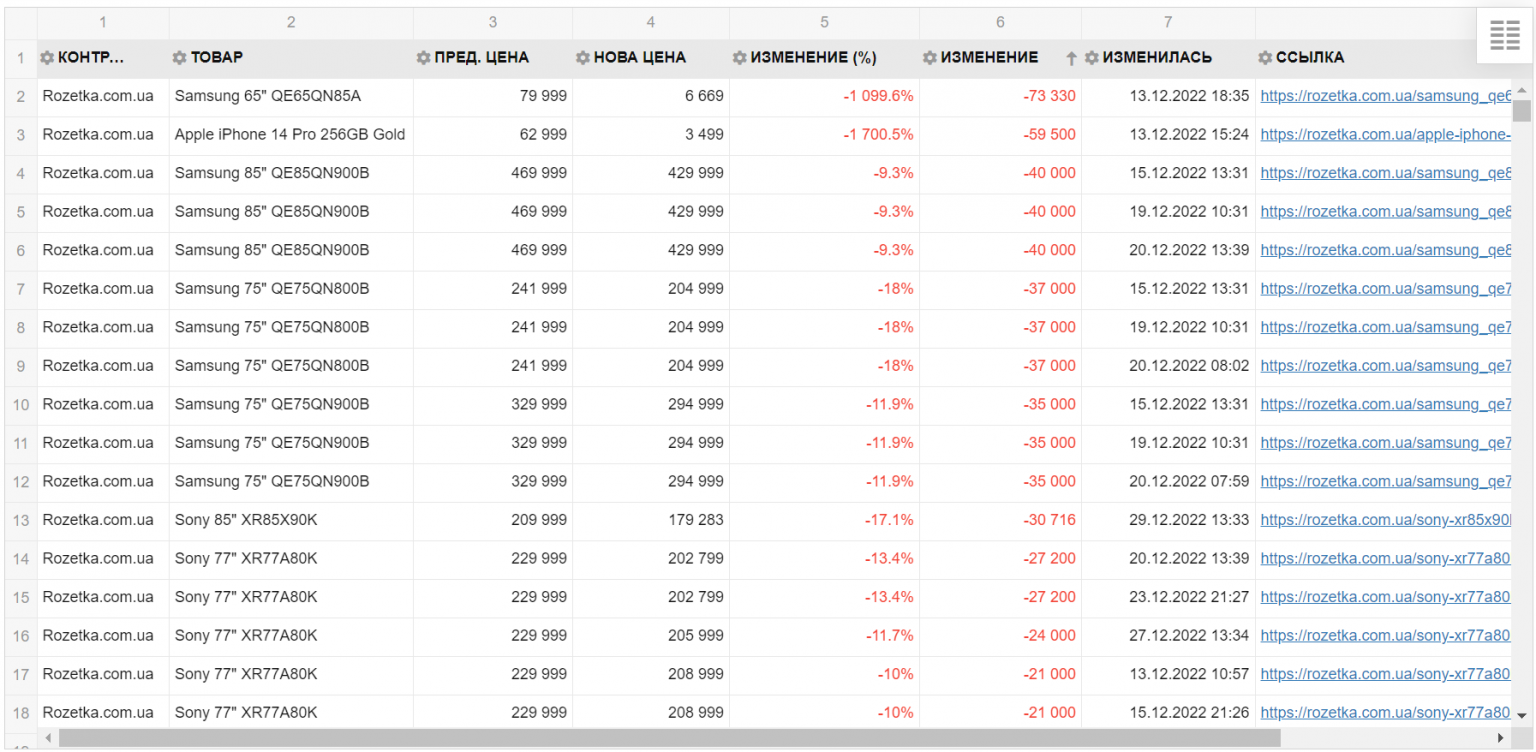 1 2 3 4 5 6 7
1 КОНТР... ТОВАР ПРЕД. ЦЕНА НОВА ЦЕНА ИЗМЕНЕНИЕ (%) ИЗМЕНЕНИЕ ИЗМЕНИЛАСЬ ССЫЛКА
2 Rozetka.com.ua Samsung 65" QE65QN85A 79 999 6 669 -1 099.6% -73 330 13.12.2022 18:35 https://rozetka.com.ua/samsung_qe6
3 Rozetka.com.ua Apple iPhone 14 Pro 256GB Gold 62 999 3 499 -1 700.5% -59 500 13.12.2022 15:24 https://rozetka.com.ua/apple-iphone-
4 Rozetka.com.ua Samsung 85" QE85QN900B 469 999 429 999 -9.3% -40 000 15.12.2022 13:31 https://rozetka.com.ua/samsung_qe8
5 Rozetka.com.ua Samsung 85" QE85QN900B 469 999 429 999 -9.3% -40 000 19.12.2022 10:31 https://rozetka.com.ua/samsung_qe8
6 Rozetka.com.ua Samsung 85" QE85QN900B 469 999 429 999 -9.3% -40 000 20.12.2022 13:39 https://rozetka.com.ua/samsung_qe8
7 Rozetka.com.ua Samsung 75" QE75QN800B 241 999 204 999 -18% -37 000 15.12.2022 13:31 https://rozetka.com.ua/samsung_qe7
8 Rozetka.com.ua Samsung 75" QE75QN800B 241 999 204 999 -18% -37 000 19.12.2022 10:31 https://rozetka.com.ua/samsung_qe7
9 Rozetka.com.ua Samsung 75" QE75QN800B 241 999 204 999 -18% -37 000 20.12.2022 08:02 https://rozetka.com.ua/samsung_qe7
10 Rozetka.com.ua Samsung 75" QE75QN900B 329 999 294 999 -11.9% -35 000 15.12.2022 13:31 https://rozetka.com.ua/samsung_qe7
11 Rozetka.com.ua Samsung 75" QE75QN900B 329 999 294 999 -11.9% -35 000 19.12.2022 10:31 https://rozetka.com.ua/samsung_qe7
12 Rozetka.com.ua Samsung 75" QE75QN900B 329 999 294 999 -11.9% -35 000 20.12.2022 07:59 https://rozetka.com.ua/samsung_qe7
13 Rozetka.com.ua Sony 85" XR85X90K 209 999 179 283 -17.1% -30 716 29.12.2022 13:33 https://rozetka.com.ua/sony-xr85x90
14 Rozetka.com.ua Sony 77" XR77A80K 229 999 202 799 -13.4% -27 200 20.12.2022 13:39 https://rozetka.com.ua/sony-xr77a80
15 Rozetka.com.ua Sony 77" XR77A80K 229 999 202 799 -13.4% -27 200 23.12.2022 21:27 https://rozetka.com.ua/sony-xr77a80
16 Rozetka.com.ua Sony 77" XR77A80K 229 999 205 999 -11.7% -24 000 27.12.2022 13:34 https://rozetka.com.ua/sony-xr77a80
17 Rozetka.com.ua Sony 77" XR77A80K 229 999 208 999 -10% -21 000 13.12.2022 10:57 https://rozetka.com.ua/sony-xr77a80
18 Rozetka.com.ua Sony 77" XR77A80K 229 999 208 999 -10% -21 000 15.12.2022 21:26 https://rozetka.com.ua/sony-xr77a80